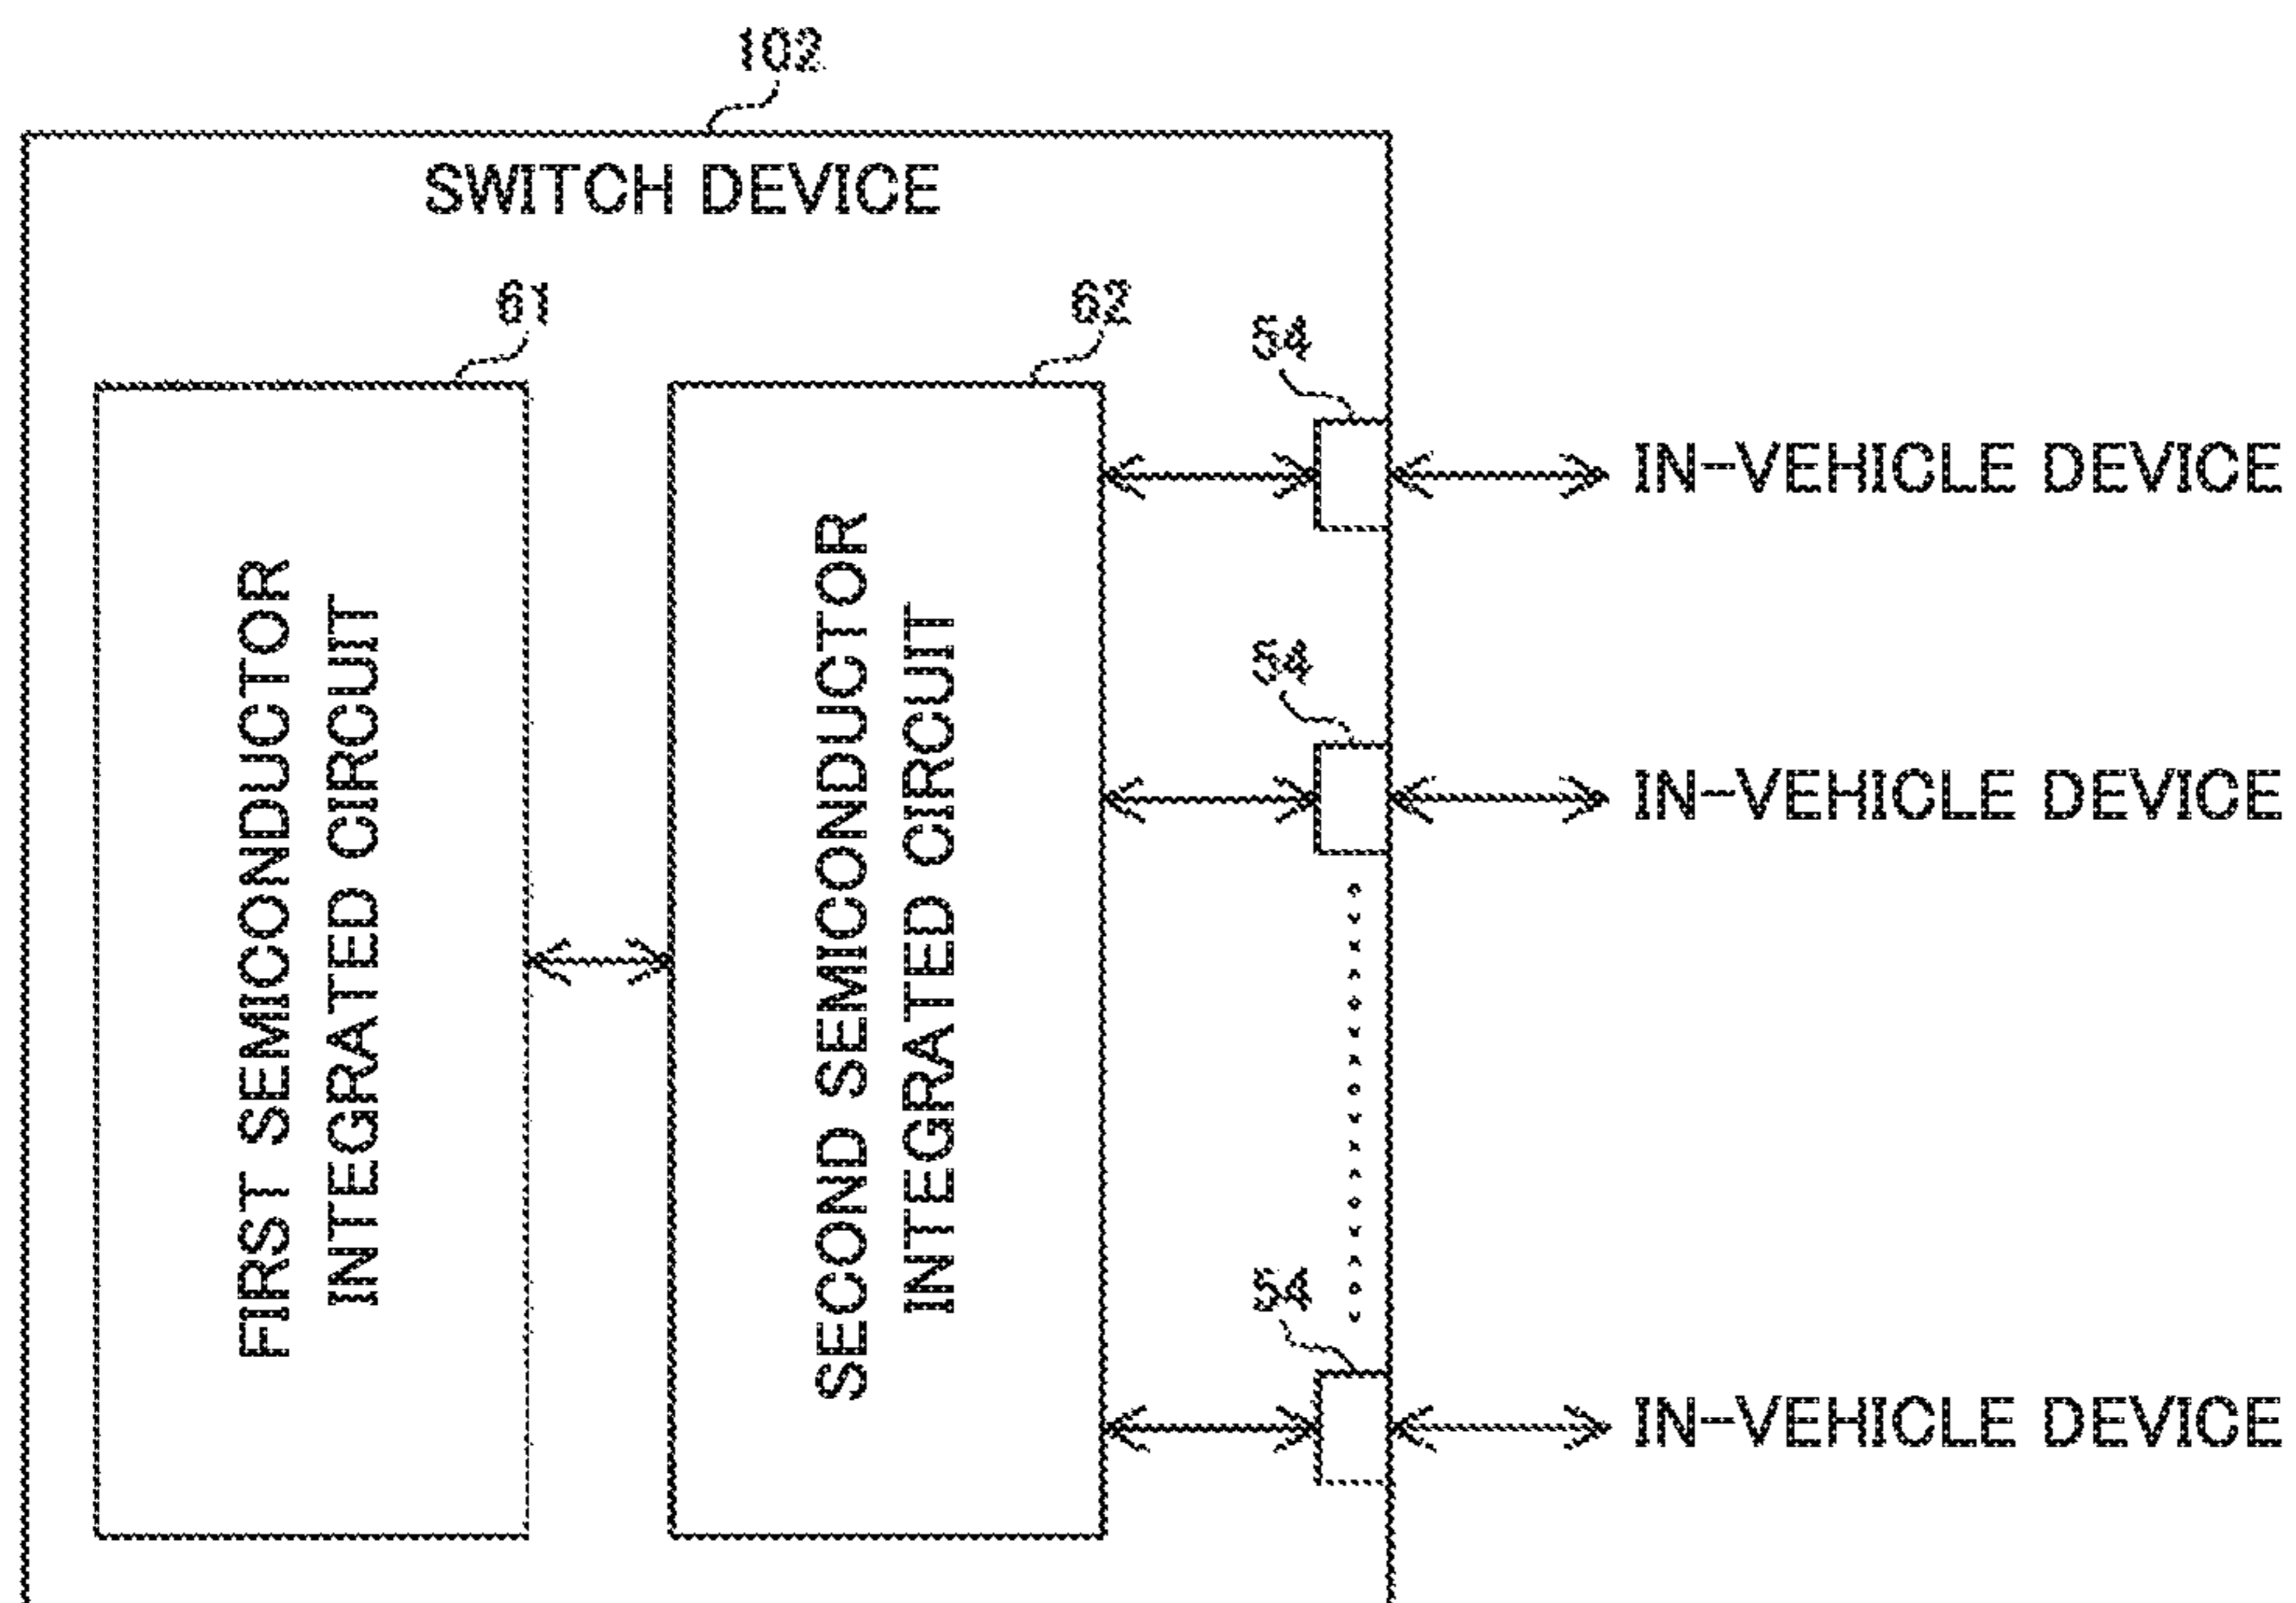 102
SWITCH DEVICE
61
62
54
IN-VEHICLE DEVICE
54
IN-VEHICLE DEVICE
FIRST SEMICONDUCTOR
INTEGRATED CIRCUIT
SECOND SEMICONDUCTOR
INTEGRATED CIRCUIT
54
IN-VEHICLE DEVICE